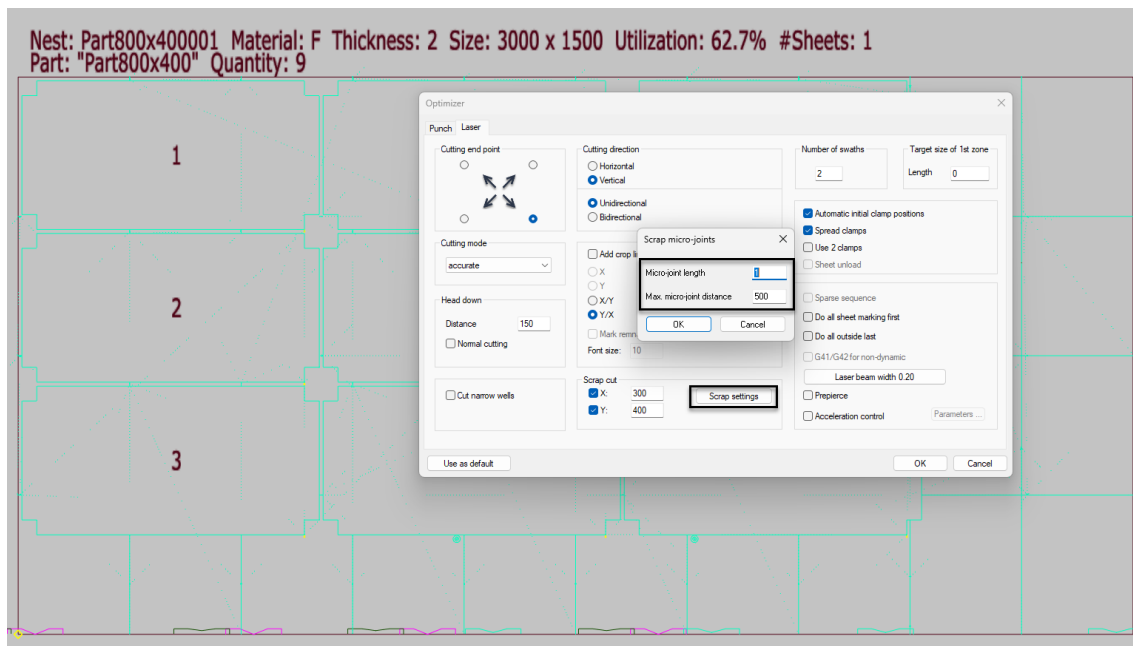 Nest: Part800x400001 Material: F Thickness: 2 Size: 3000 x 1500 Utilization: 62.7% #Sheets: 1
Part: "Part800x400" Quantity: 9
1
2
3
Optimizer
Punch Laser
Cutting end point
Cutting mode
accurate
Head down
Distance 150
Normal cutting
Cut narrow wells
Cutting direction
Horizontal
Vertical
Unidirectional
Bidirectional
Add crop
X
Y
X/Y
Y/X
Mark
Font size: 10
Scrap cut
X: 300
Y: 400
Scrap settings
Scrap micro-joints
Micro-joint length 1
Max. micro-joint distance 500
OK Cancel
Number of swaths
2
Target size of 1st zone
Length 0
Automatic initial clamp positions
Spread clamps
Use 2 clamps
Sheet unload
Sparse sequence
Do all sheet marking first
Do all outside last
G41/G42 for non-dynamic
Laser beam width 0.20
Prepierce
Acceleration control Parameters ...
Use as default
OK Cancel